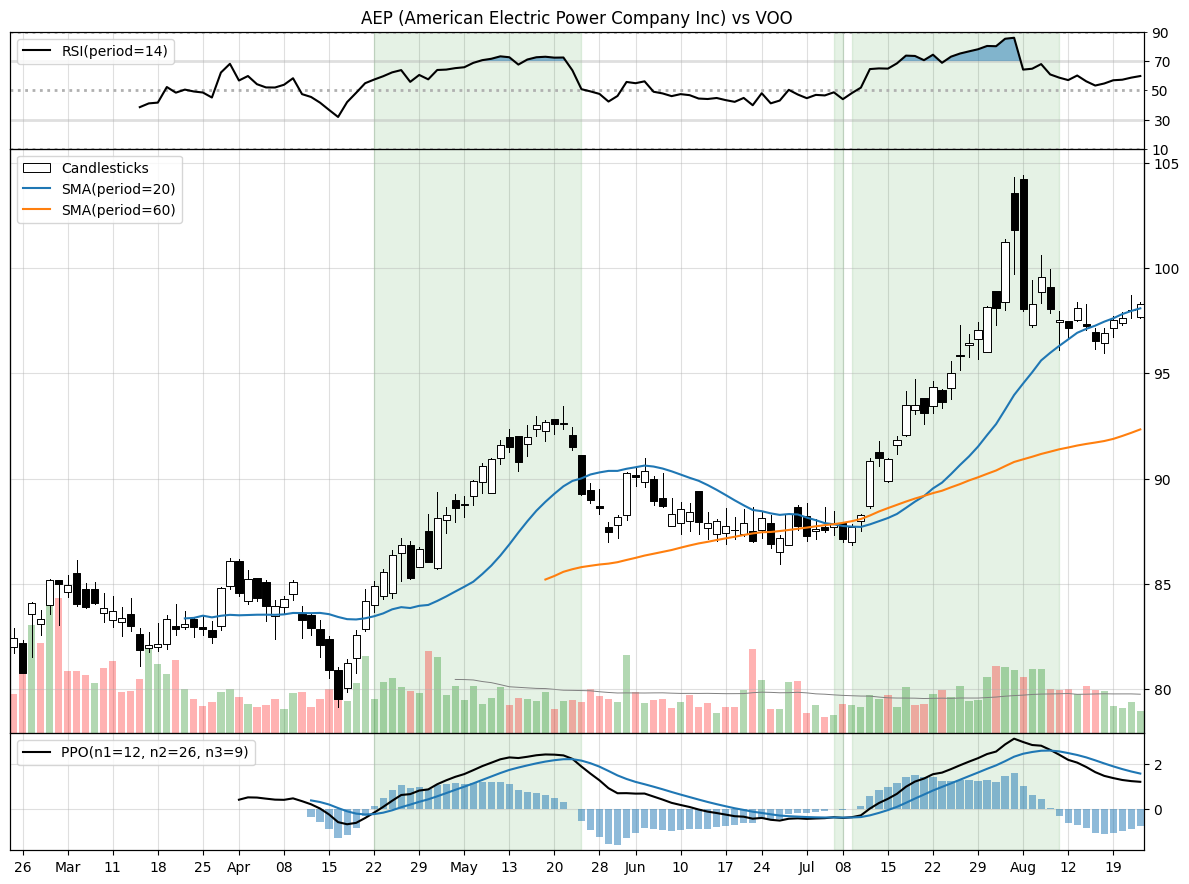 AEP (American Electric Power Company Inc) vs VOO
RSI(period=14)
90
70
50
30
10
Candlesticks
SMA(period=20)
SMA(period=60)
105
100
95
90
85
80
PPO(n1=12, n2=26, n3=9)
2
0
26 Mar 11 18 25 Apr 08 15 22 29 May 13 20 28 Jun 10 17 24 Jul 08 15 22 29 Aug 12 19